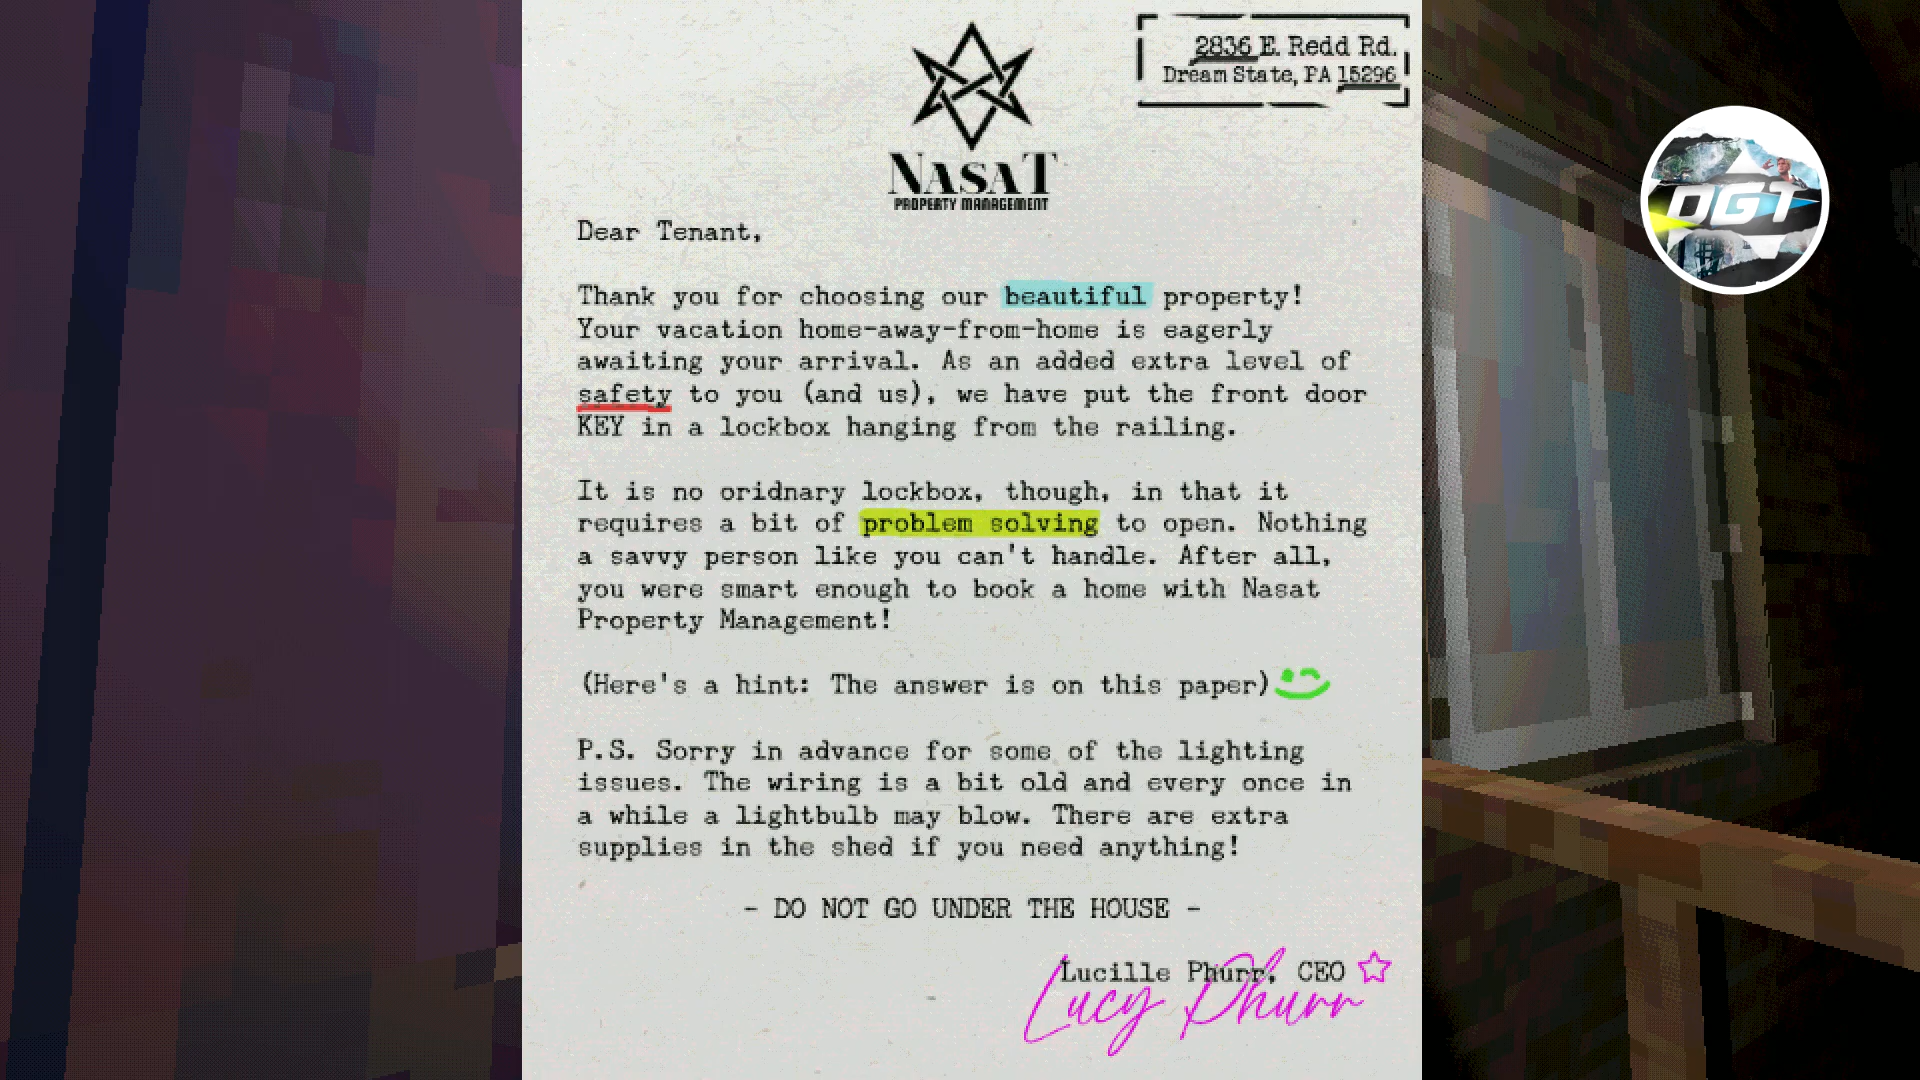 2836 E. Redd Rd.
Dream State, PA 15296
NASAT
PROPERTY MANAGEMENT
DGT
Dear Tenant,
Thank you for choosing our beautiful property!
Your vacation home-away-from-home is eagerly
awaiting your arrival. As an added extra level of
safety to you (and us), we have put the front door
KEY in a lockbox hanging from the railing.
It is no oridnary lockbox, though, in that it
requires a bit of problem solving to open. Nothing
a savvy person like you can't handle. After all,
you were smart enough to book a home with Nasat
Property Management!
(Here's a hint: The answer is on this paper)
P.S. Sorry in advance for some of the lighting
issues. The wiring is a bit old and every once in
a while a lightbulb may blow. There are extra
supplies in the shed if you need anything!
- DO NOT GO UNDER THE HOUSE -
Lucille Phurr, CEO
Lucy Phurr